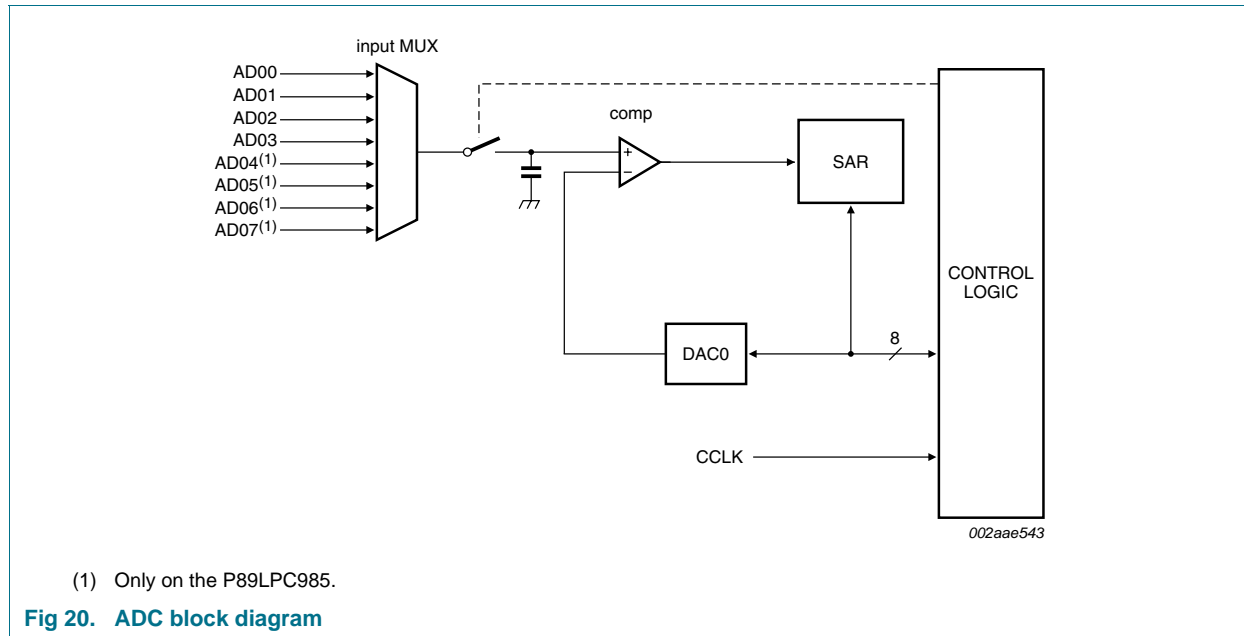 input MUX
AD00
AD01
AD02
AD03
AD04(1)
AD05(1)
AD06(1)
AD07(1)
comp
+
−
SAR
CONTROL
LOGIC
DAC0
8
CCLK
002aae543
(1) Only on the P89LPC985.
Fig 20. ADC block diagram